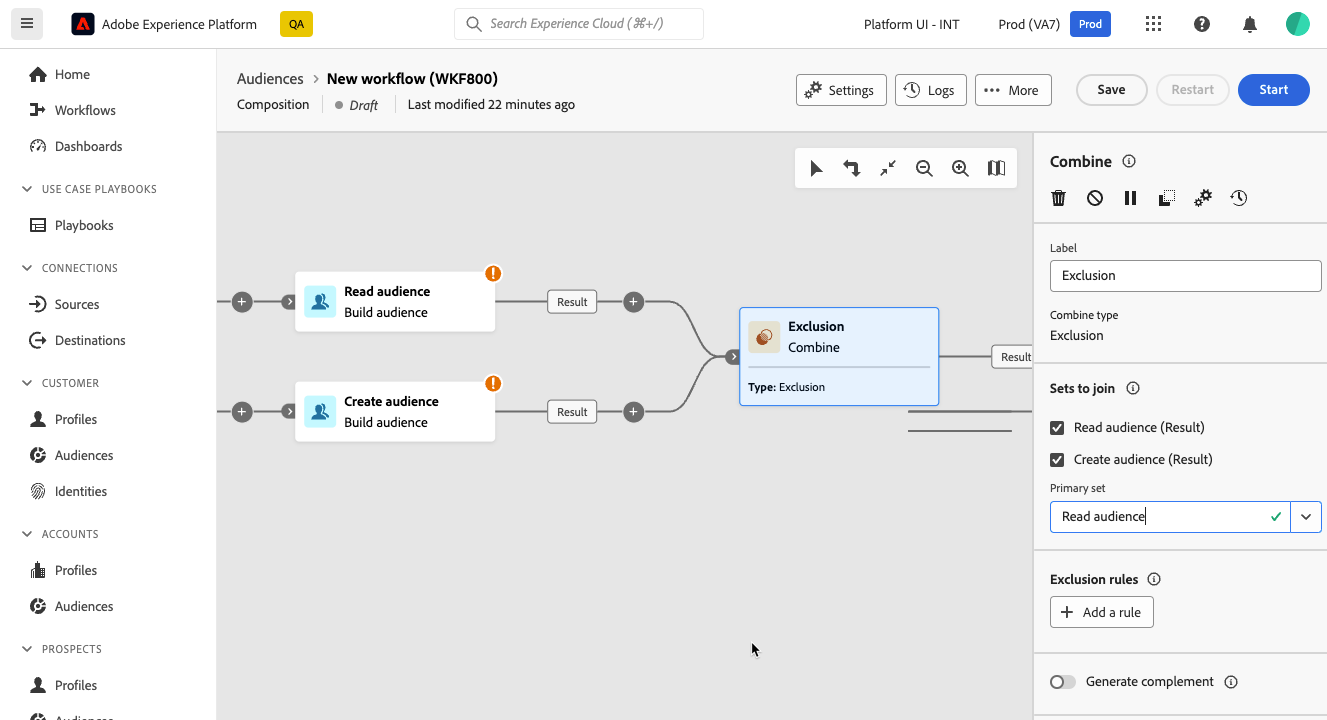 Adobe Experience Platform
QA
Search Experience Cloud (⌘+/)
Platform UI - INT
Prod (VA7)
Prod
Home
Workflows
Dashboards
USE CASE PLAYBOOKS
Playbooks
CONNECTIONS
Sources
Destinations
CUSTOMER
Profiles
Audiences
Identities
ACCOUNTS
Profiles
Audiences
PROSPECTS
Profiles
Audiences
Audiences > New workflow (WKF800)
Composition
Draft
Last modified 22 minutes ago
Settings
Logs
More
Save
Restart
Start
Read audience
Build audience
Result
Create audience
Build audience
Result
Exclusion
Combine
Type: Exclusion
Result
Combine
Label
Exclusion
Combine type
Exclusion
Sets to join
Read audience (Result)
Create audience (Result)
Primary set
Read audience
Exclusion rules
Add a rule
Generate complement